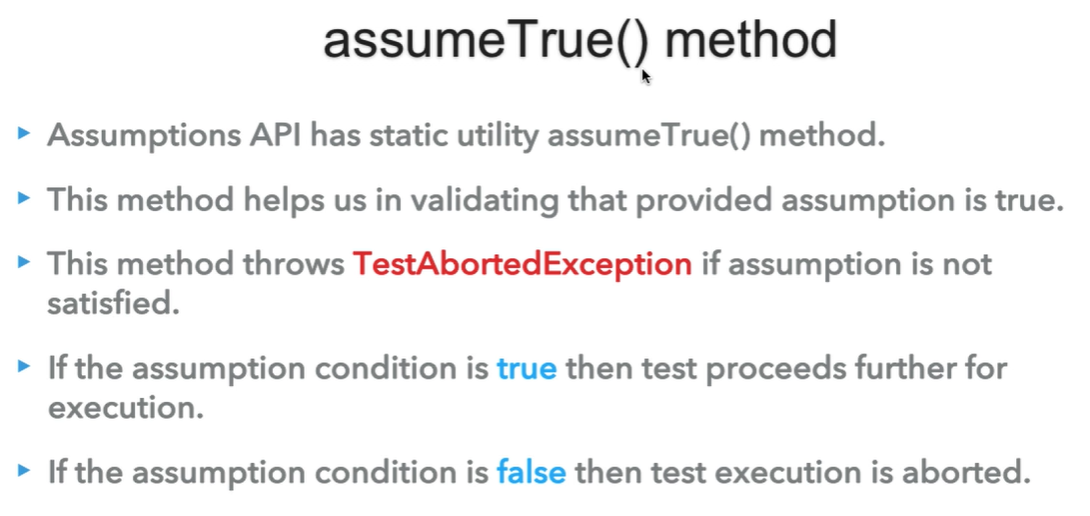 assumeTrue() method
Assumptions API has static utility assumeTrue() method.
This method helps us in validating that provided assumption is true.
This method throws TestAbortedException if assumption is not
satisfied.
If the assumption condition is true then test proceeds further for
execution.
If the assumption condition is false then test execution is aborted.